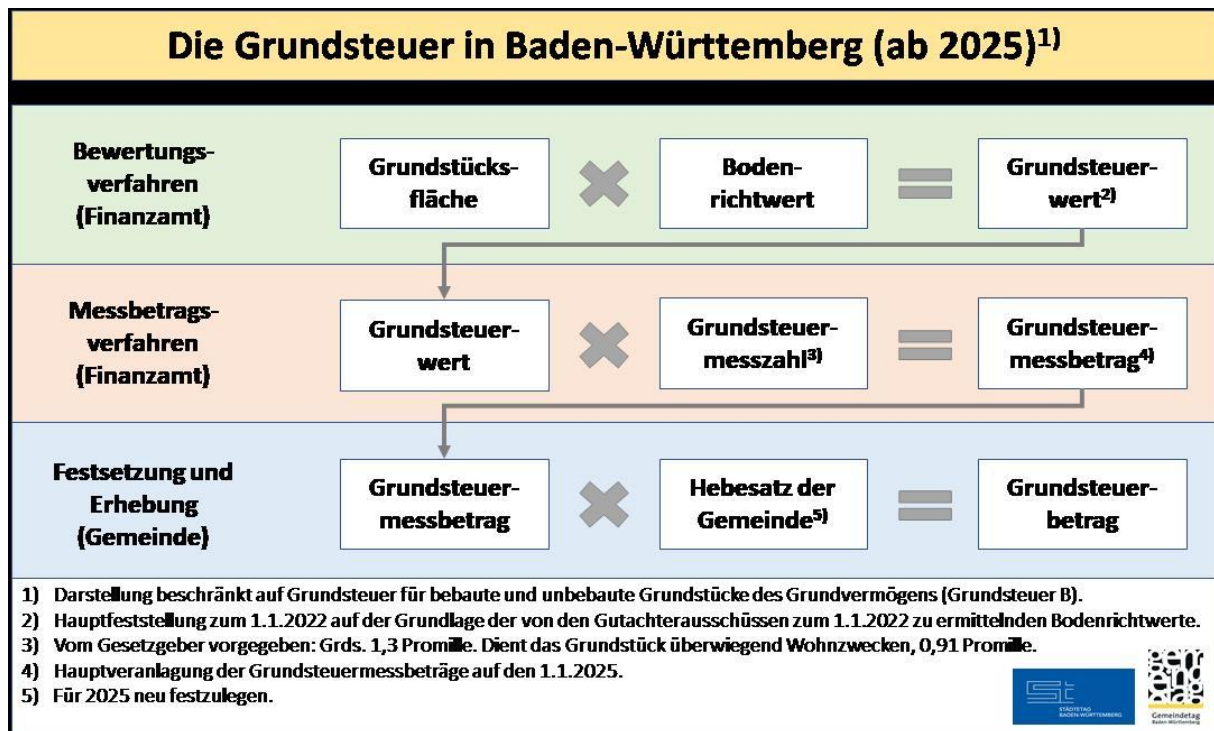 Die Grundsteuer in Baden-Württemberg (ab 2025)1)
Bewertungs-
verfahren
(Finanzamt)
Grundstücks-
fläche
Boden-
richtwert
Grundsteuer-
wert2)
Messbetrags-
verfahren
(Finanzamt)
Grundsteuer-
wert
Grundsteuer-
messzahl3)
Grundsteuer-
messbetrag4)
Festsetzung und
Erhebung
(Gemeinde)
Grundsteuer-
messbetrag
Hebesatz der
Gemeinde5)
Grundsteuer-
betrag
1) Darstellung beschränkt auf Grundsteuer für bebaute und unbebaute Grundstücke des Grundvermögens (Grundsteuer B).
2) Hauptfeststellung zum 1.1.2022 auf der Grundlage der von den Gutachterausschüssen zum 1.1.2022 zu ermittelnden Bodenrichtwerte.
3) Vom Gesetzgeber vorgegeben: Grds. 1,3 Promille. Dient das Grundstück überwiegend Wohnzwecken, 0,91 Promille.
4) Hauptveranlagung der Grundsteuermessbeträge auf den 1.1.2025.
5) Für 2025 neu festzulegen.
STÄDTETAG
BADEN-WÜRTTEMBERG
gemeindetag
Gemeindetag
Baden-Württemberg